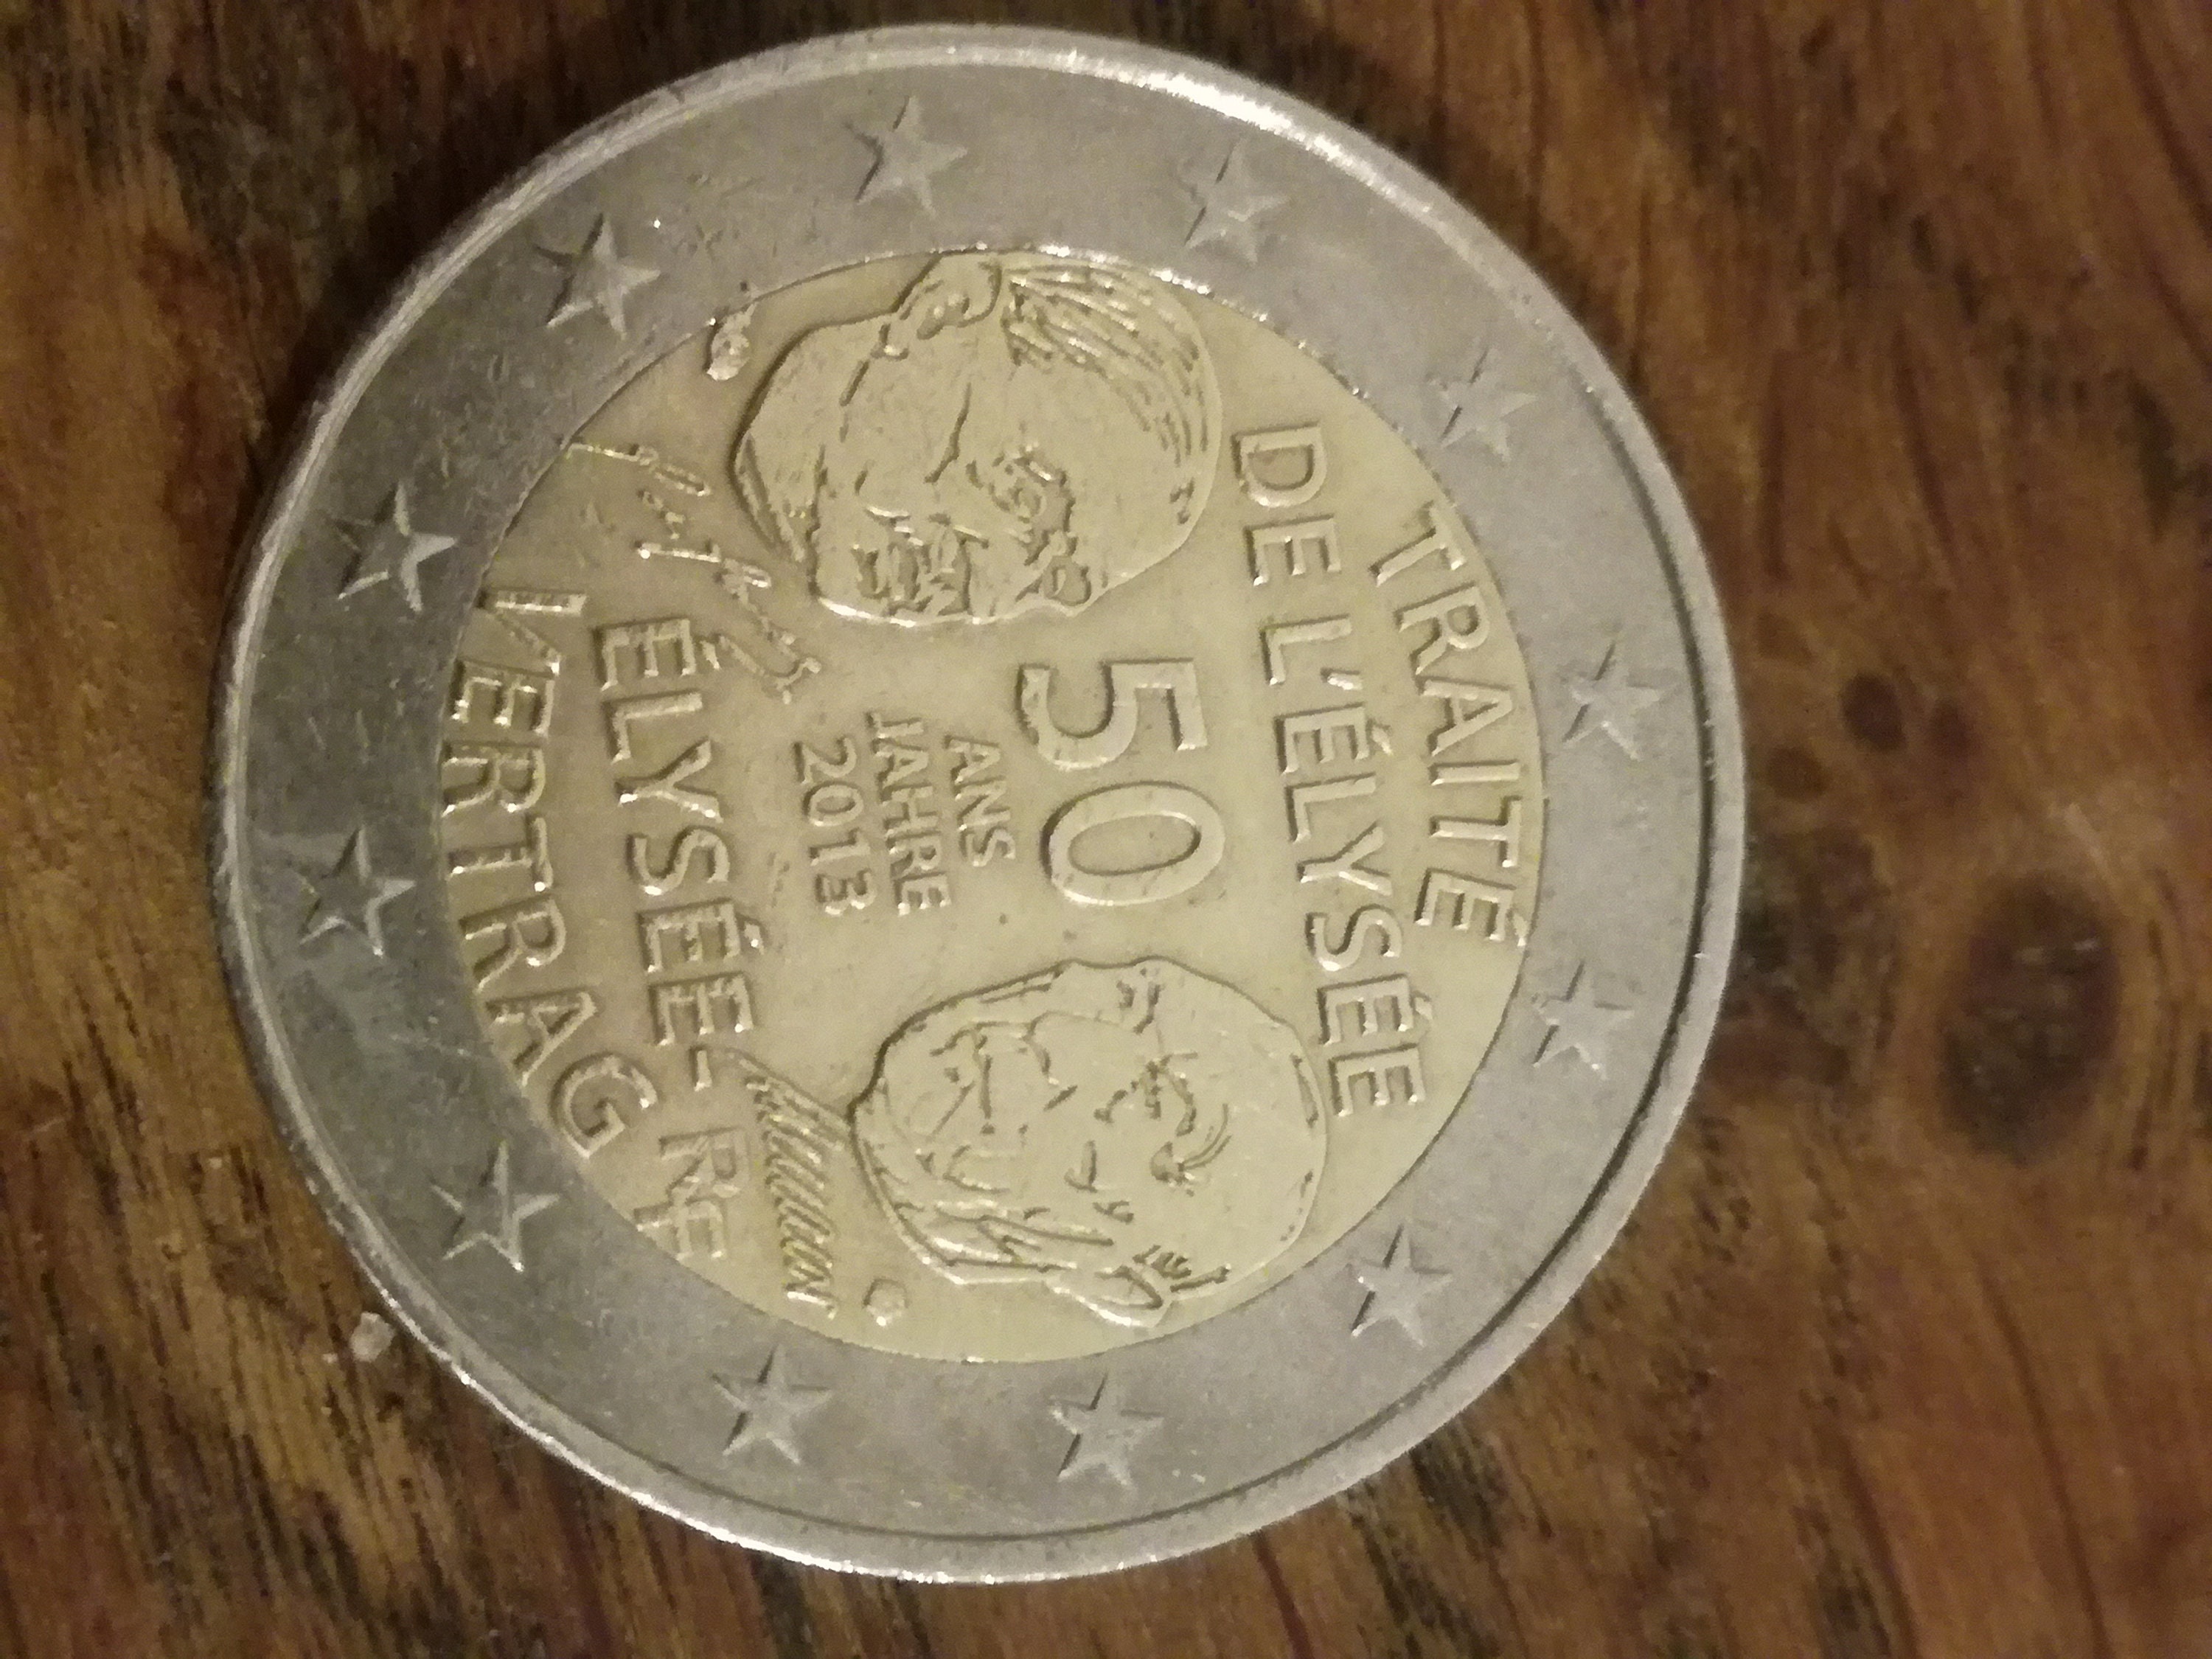 TRAITÉ
DE L'ÉLYSÉE
50
ANS
JAHRE
2013
ÉLYSÉE- RF
VERTRAG